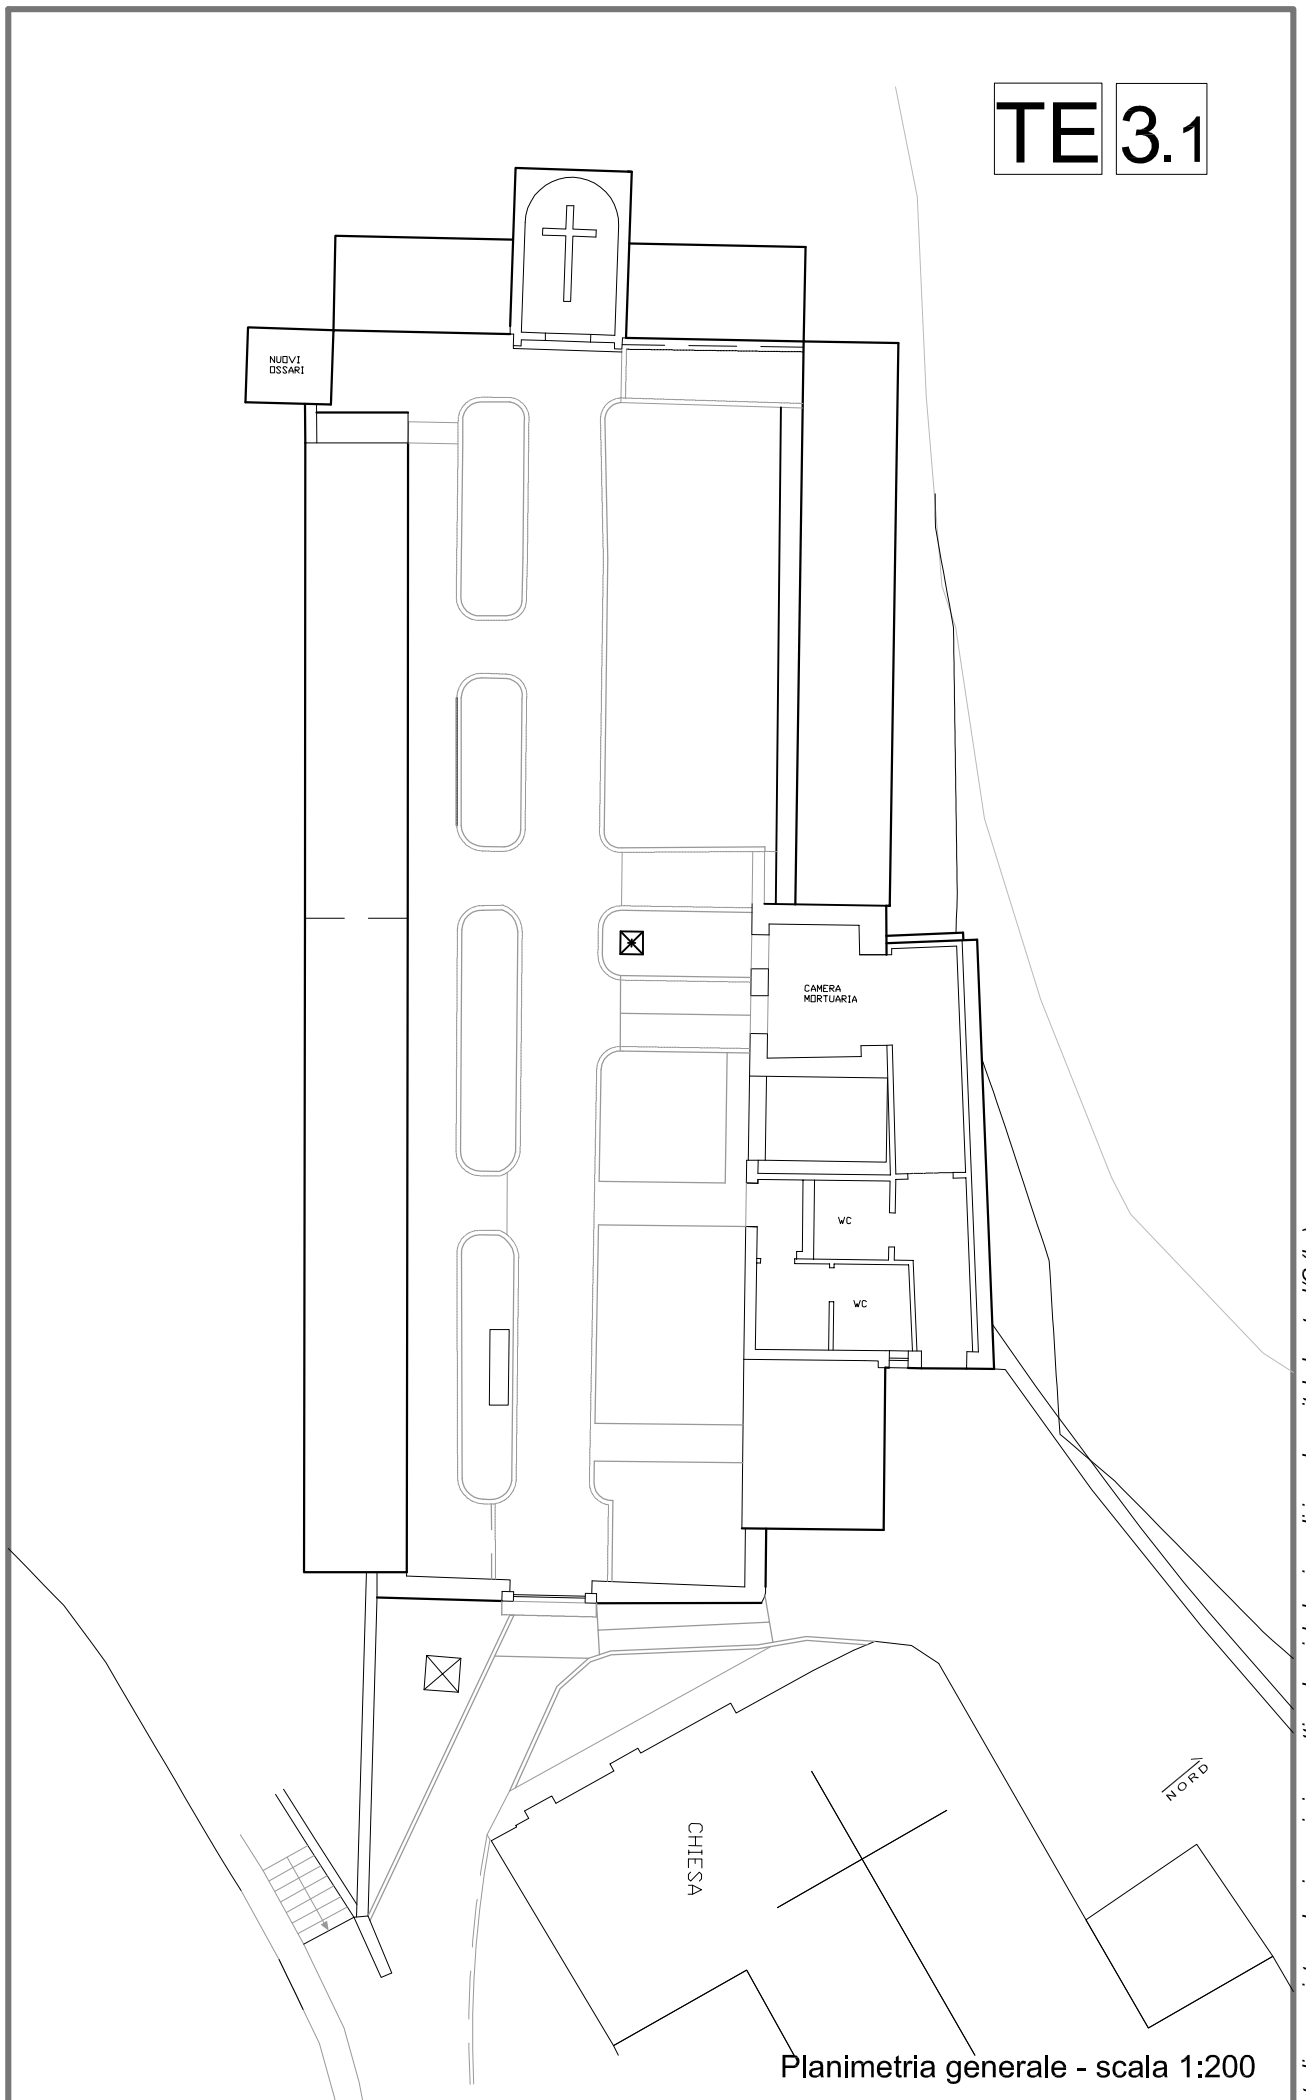 TE 3.1
NUOVI
OSSARI
CAMERA
MORTUARIA
WC
WC
NORD
CHIESA
Planimetria generale - scala 1:200